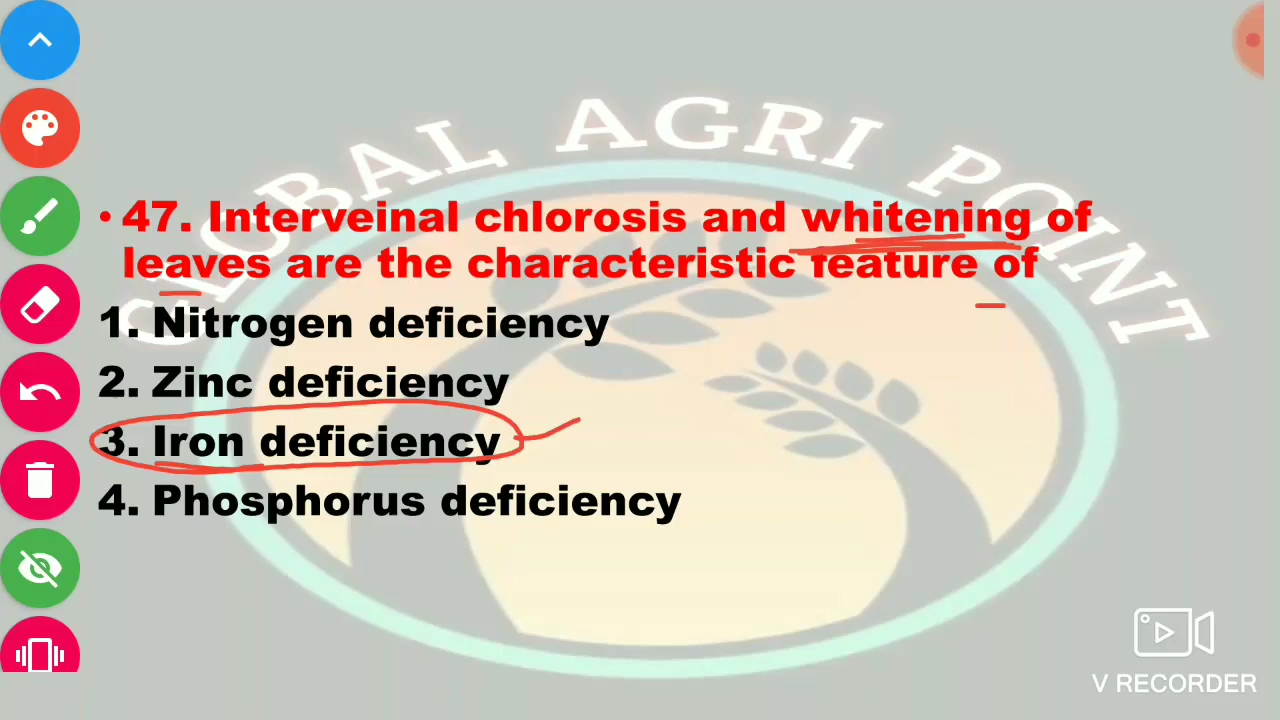 GLOBAL AGRI POINT
• 47. Interveinal chlorosis and whitening of
leaves are the characteristic feature of
1. Nitrogen deficiency
2. Zinc deficiency
3. Iron deficiency
4. Phosphorus deficiency
V RECORDER